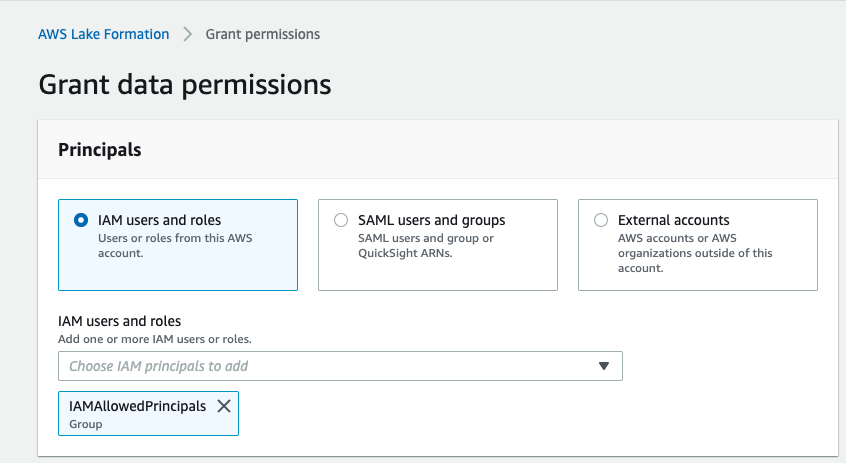 AWS Lake Formation > Grant permissions
Grant data permissions
Principals
IAM users and roles
Users or roles from this AWS
account.
SAML users and groups
SAML users and group or
QuickSight ARNs.
External accounts
AWS accounts or AWS
organizations outside of this
account.
IAM users and roles
Add one or more IAM users or roles.
Choose IAM principals to add
IAMAllowedPrincipals
Group